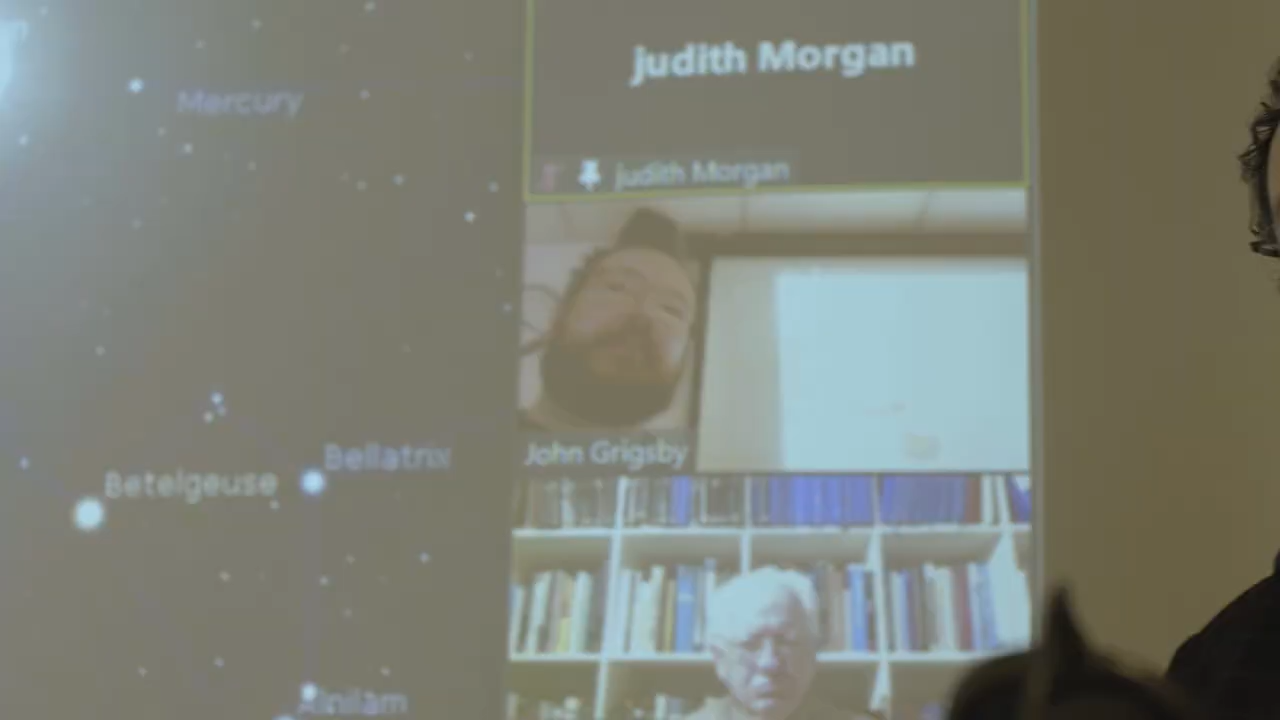 judith Morgan
Mercury
judith Morgan
John Grigsby
Bellatrix
Betelgeuse
Alnilam